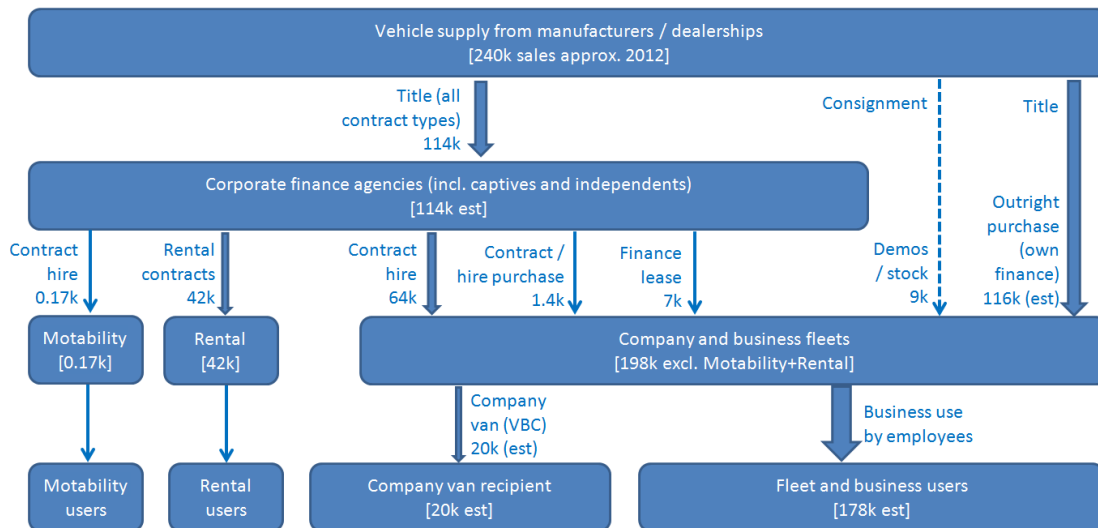 Vehicle supply from manufacturers / dealerships
[240k sales approx. 2012]
Title (all
contract types)
114k
Consignment
Title
Corporate finance agencies (incl. captives and independents)
[114k est]
Contract
hire
0.17k
Rental
contracts
42k
Contract
hire
64k
Contract /
hire purchase
1.4k
Finance
lease
7k
Demos
/ stock
9k
Outright
purchase
(own
finance)
116k (est)
Motability
[0.17k]
Rental
[42k]
Company and business fleets
[198k excl. Motability+Rental]
Company
van (VBC)
20k (est)
Business use
by employees
Motability
users
Rental
users
Company van recipient
[20k est]
Fleet and business users
[178k est]